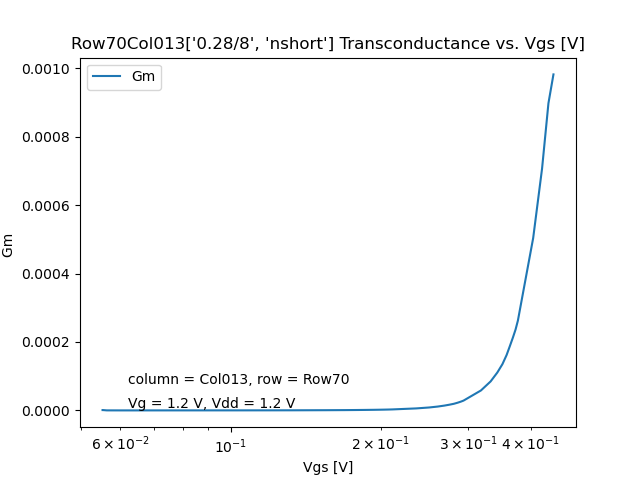 Row70Col013['0.28/8', 'nshort'] Transconductance vs. Vgs [V]
Gm
0.0010
0.0008
0.0006
0.0004
0.0002
0.0000
Gm
column = Col013, row = Row70
Vg = 1.2 V, Vdd = 1.2 V
6 × 10⁻² 10⁻¹ 2 × 10⁻¹ 3 × 10⁻¹ 4 × 10⁻¹
Vgs [V]